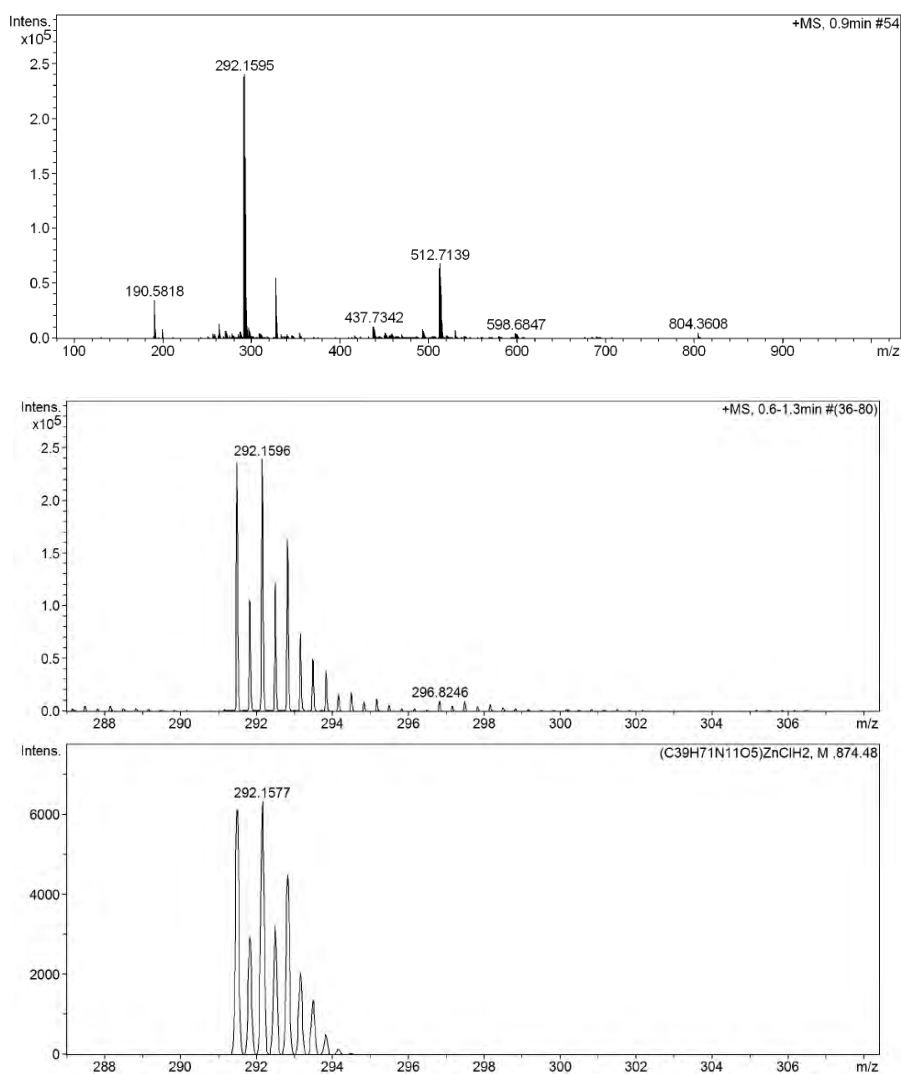 Intens.
x10^5
+MS, 0.9min #54
2.5
2.0
1.5
1.0
0.5
0.0
292.1595
190.5818
512.7139
437.7342
598.6847
804.3608
100 200 300 400 500 600 700 800 900 m/z
Intens.
x10^5
+MS, 0.6-1.3min #(36-80)
2.5
2.0
1.5
1.0
0.5
0.0
292.1596
296.8246
288 290 292 294 296 298 300 302 304 306 m/z
Intens.
(C39H71N11O5)ZnClH2, M ,874.48
292.1577
6000
4000
2000
0
288 290 292 294 296 298 300 302 304 306 m/z